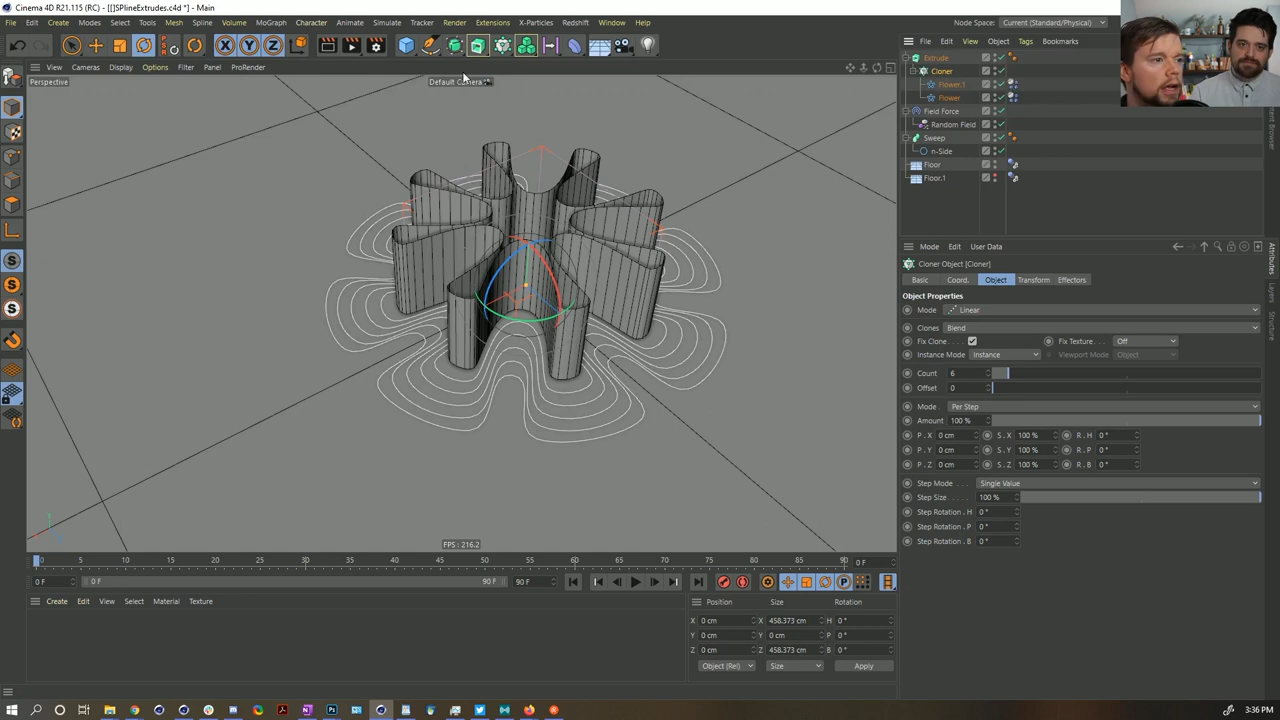 Cinema 4D R21.115 (RC) - [[]SPlineExtrudes.c4d *] - Main
File Edit Create Modes Select Tools Mesh Spline Volume MoGraph Character Animate Simulate Tracker Render Extensions X-Particles Redshift Window Help
Node Space: Current (Standard/Physical)
File Edit View Object Tags Bookmarks
View Cameras Display Options Filter Panel ProRender
Perspective
Default Camera
Extrude
Cloner
Flower.1
Flower
Field Force
Random Field
Sweep
n-Side
Floor
Floor.1
Content Browser
Mode Edit User Data
Attributes
Layers
Structure
Cloner Object [Cloner]
Basic Coord. Object Transform Effectors
Object Properties
Mode Linear
Clones Blend
Fix Clone Fix Texture Off
Instance Mode Instance Viewport Mode Object
Count 6
Offset 0
Mode Per Step
Amount 100 %
P . X 0 cm S . X 100 % R . H 0 °
P . Y 0 cm S . Y 100 % R . P 0 °
P . Z 0 cm S . Z 100 % R . B 0 °
Step Mode Single Value
Step Size 100 %
Step Rotation . H 0 °
Step Rotation . P 0 °
Step Rotation . B 0 °
FPS : 216.2
0 5 10 15 20 25 30 35 40 45 50 55 60 65 70 75 80 85 90 0 F
0 F 0 F 90 F 90 F
Create Edit View Select Material Texture
Position Size Rotation
X 0 cm X 458.373 cm H 0 °
Y 0 cm Y 0 cm P 0 °
Z 0 cm Z 458.373 cm B 0 °
Object (Rel) Size Apply
3:36 PM